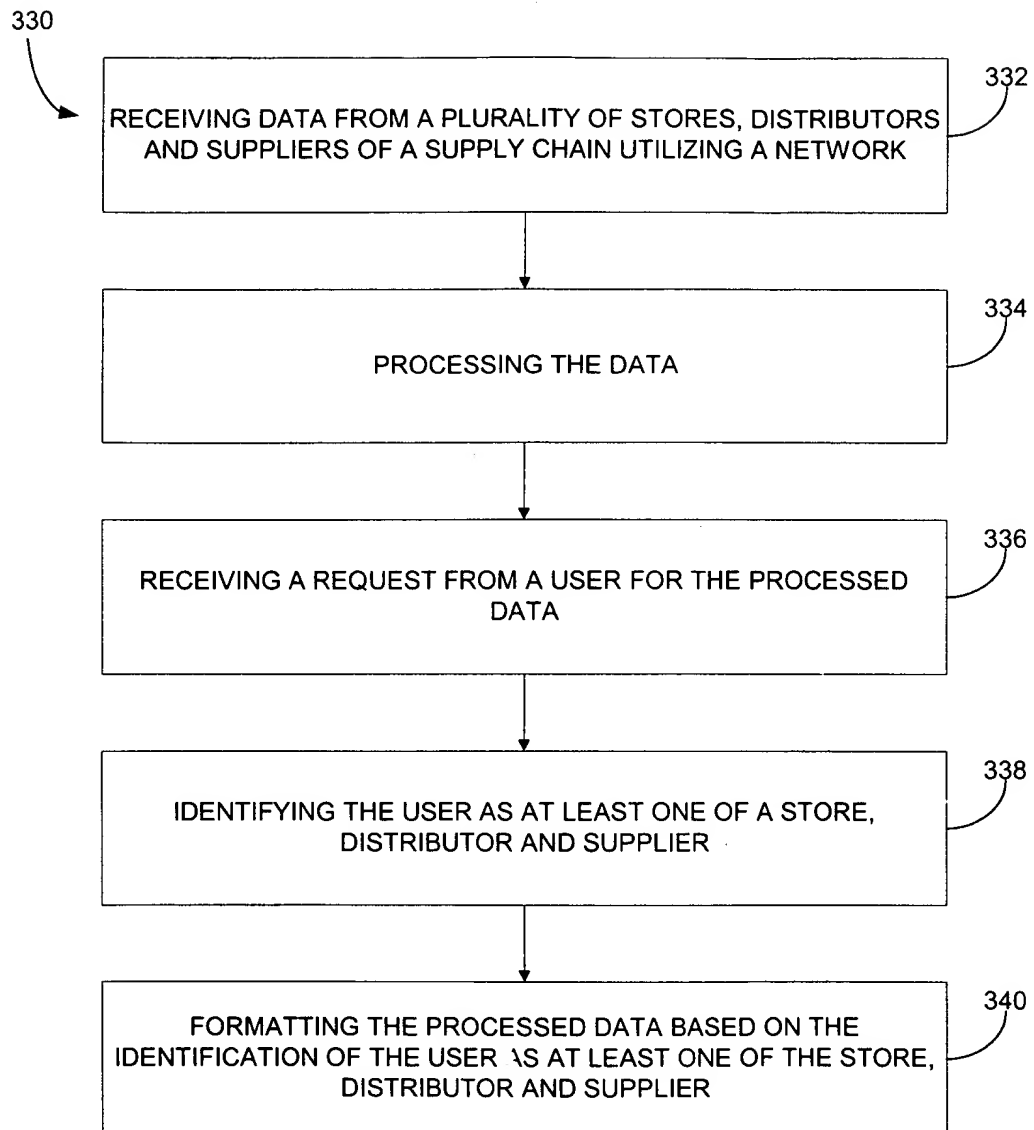 330
332
RECEIVING DATA FROM A PLURALITY OF STORES, DISTRIBUTORS
AND SUPPLIERS OF A SUPPLY CHAIN UTILIZING A NETWORK
334
PROCESSING THE DATA
336
RECEIVING A REQUEST FROM A USER FOR THE PROCESSED
DATA
338
IDENTIFYING THE USER AS AT LEAST ONE OF A STORE,
DISTRIBUTOR AND SUPPLIER
340
FORMATTING THE PROCESSED DATA BASED ON THE
IDENTIFICATION OF THE USER AS AT LEAST ONE OF THE STORE,
DISTRIBUTOR AND SUPPLIER